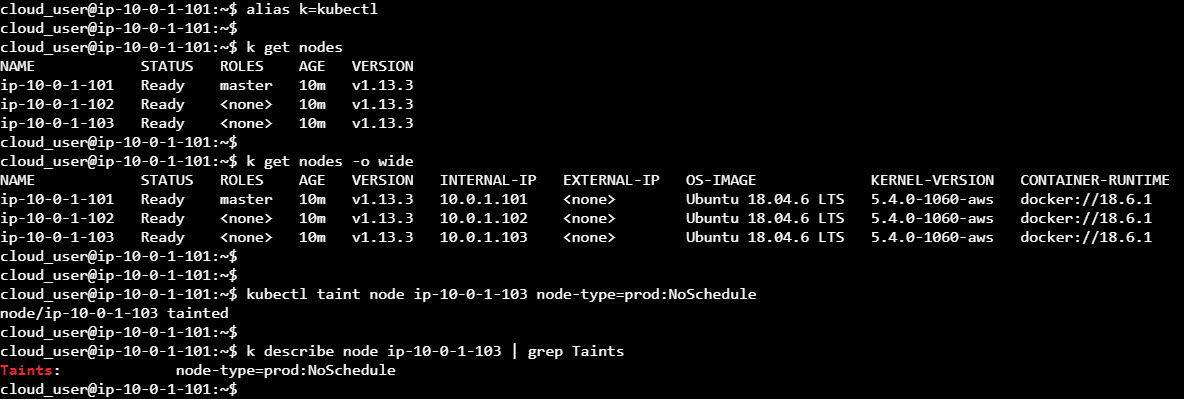 cloud_user@ip-10-0-1-101:~$ alias k=kubectl
cloud_user@ip-10-0-1-101:~$
cloud_user@ip-10-0-1-101:~$ k get nodes
NAME            STATUS   ROLES    AGE   VERSION
ip-10-0-1-101   Ready    master   10m   v1.13.3
ip-10-0-1-102   Ready    <none>   10m   v1.13.3
ip-10-0-1-103   Ready    <none>   10m   v1.13.3
cloud_user@ip-10-0-1-101:~$
cloud_user@ip-10-0-1-101:~$ k get nodes -o wide
NAME            STATUS   ROLES    AGE   VERSION   INTERNAL-IP   EXTERNAL-IP   OS-IMAGE             KERNEL-VERSION   CONTAINER-RUNTIME
ip-10-0-1-101   Ready    master   10m   v1.13.3   10.0.1.101    <none>        Ubuntu 18.04.6 LTS   5.4.0-1060-aws   docker://18.6.1
ip-10-0-1-102   Ready    <none>   10m   v1.13.3   10.0.1.102    <none>        Ubuntu 18.04.6 LTS   5.4.0-1060-aws   docker://18.6.1
ip-10-0-1-103   Ready    <none>   10m   v1.13.3   10.0.1.103    <none>        Ubuntu 18.04.6 LTS   5.4.0-1060-aws   docker://18.6.1
cloud_user@ip-10-0-1-101:~$
cloud_user@ip-10-0-1-101:~$
cloud_user@ip-10-0-1-101:~$ kubectl taint node ip-10-0-1-103 node-type=prod:NoSchedule
node/ip-10-0-1-103 tainted
cloud_user@ip-10-0-1-101:~$
cloud_user@ip-10-0-1-101:~$ k describe node ip-10-0-1-103 | grep Taints
Taints:             node-type=prod:NoSchedule
cloud_user@ip-10-0-1-101:~$